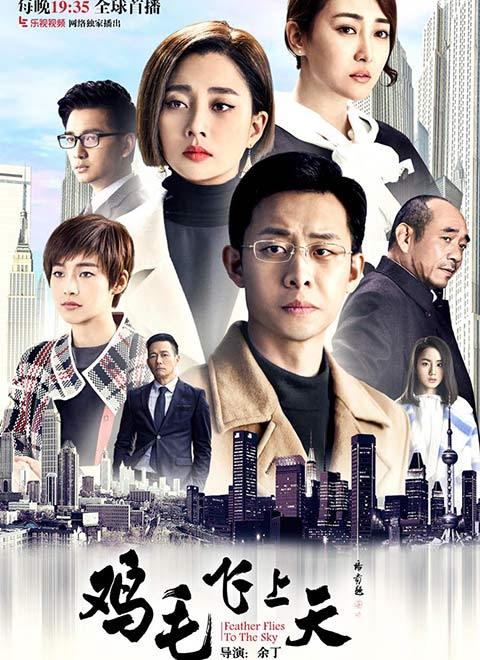 每晚19:35 全球首播
乐视视频 网络独家播出
鸡毛飞上天
Feather Flies
To The Sky
导演：余丁